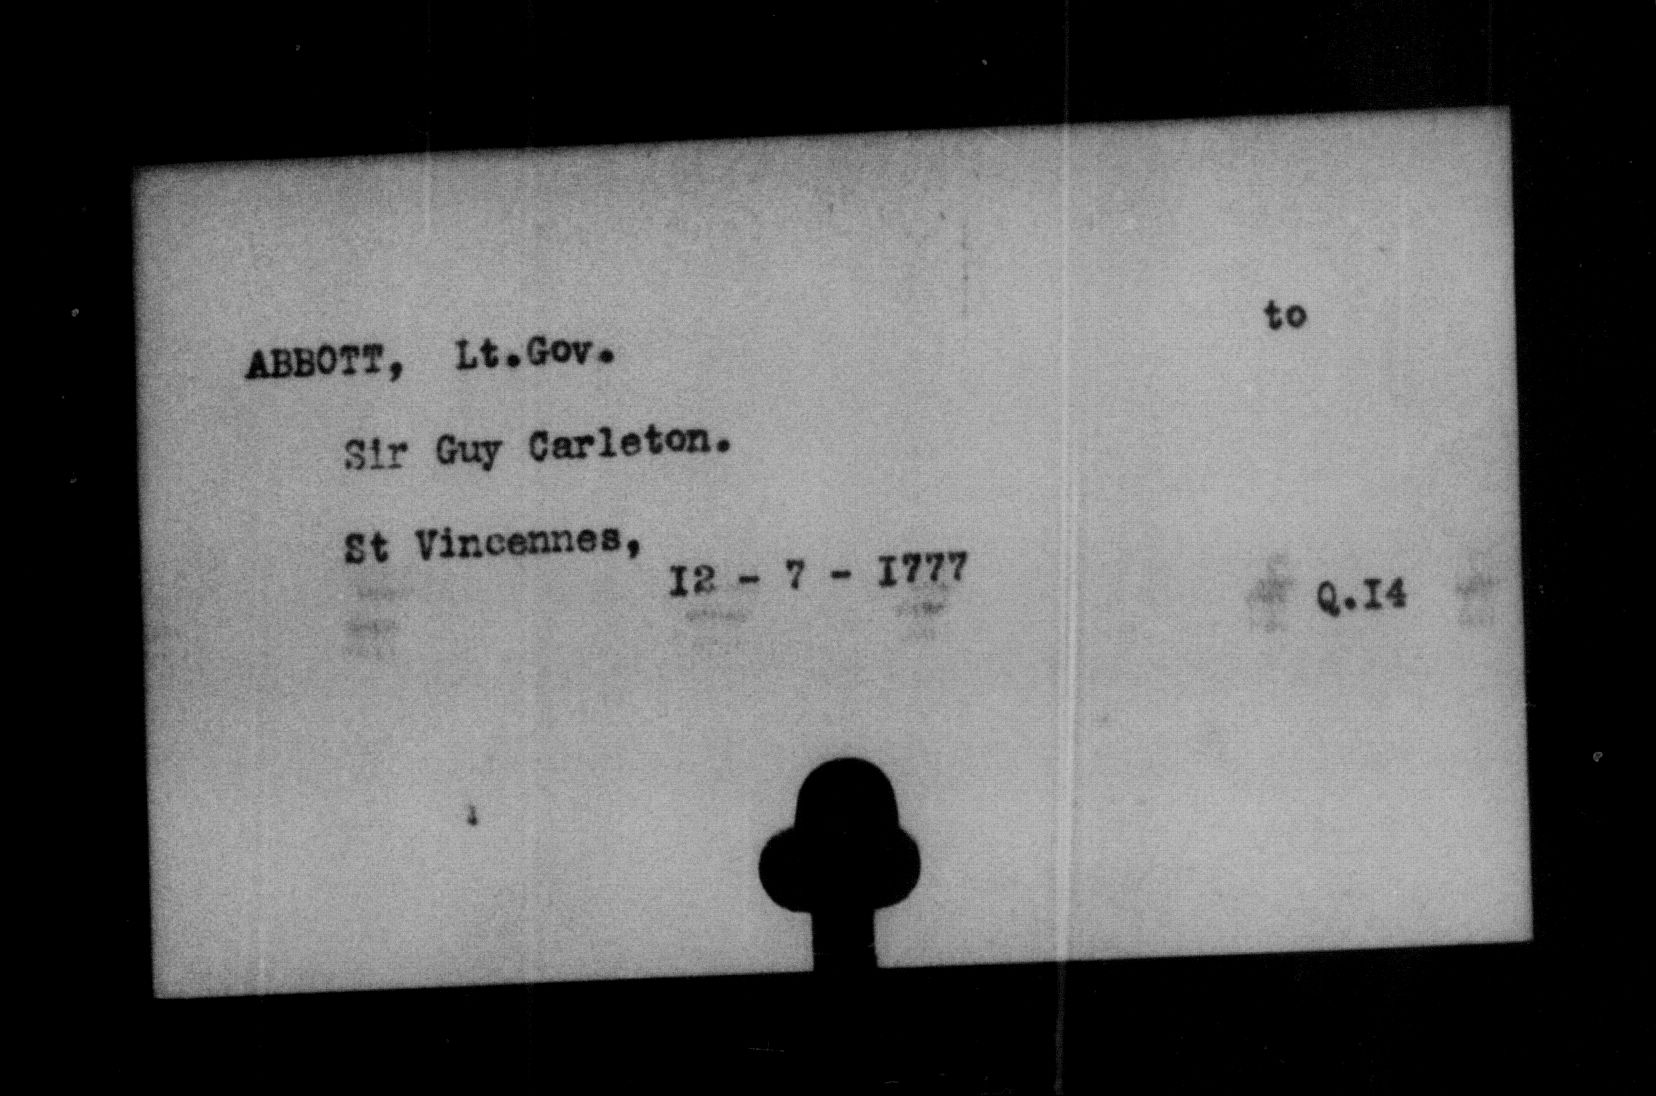 ABBOTT, Lt.Gov. to
Sir Guy Carleton.
St Vincennes, I2 - 7 - I777 Q.I4